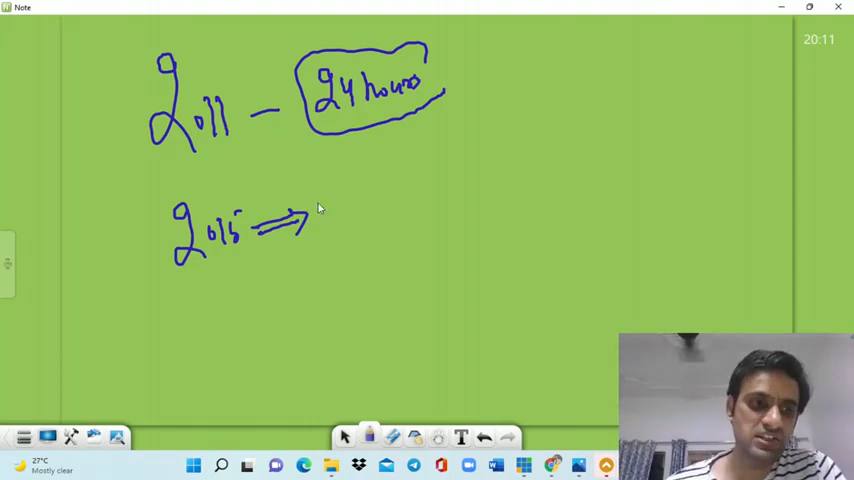 Note
20:11
2011 - 24 hours
2015 ⇒
27°C
Mostly clear